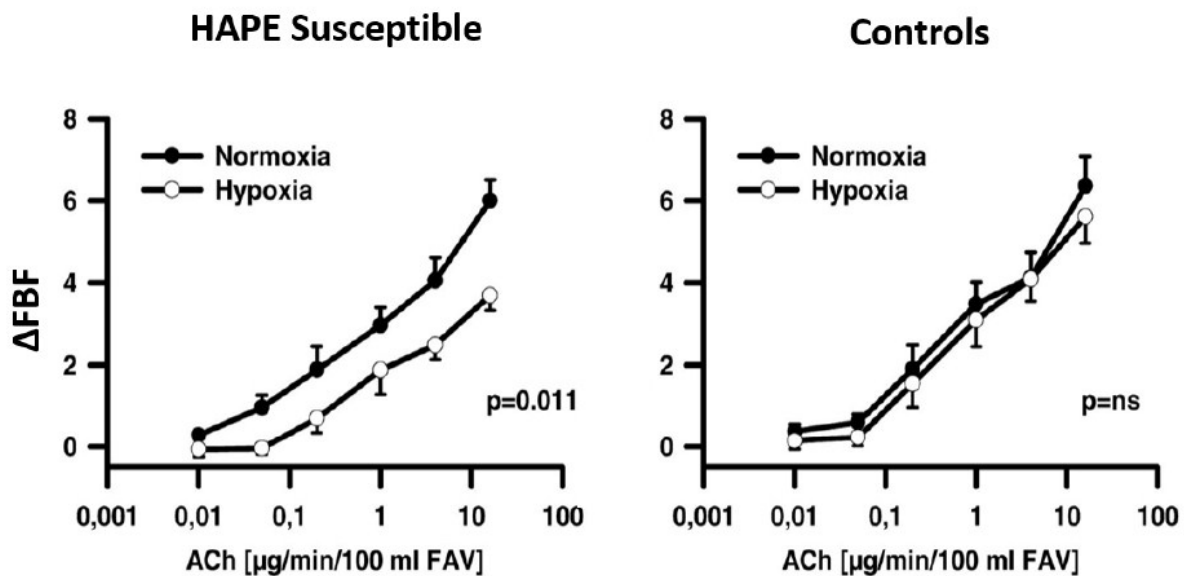 HAPE Susceptible
Controls
ΔFBF
8
6
4
2
0
Normoxia
Hypoxia
p=0.011
0,001 0,01 0,1 1 10 100
ACh [µg/min/100 ml FAV]
8
6
4
2
0
Normoxia
Hypoxia
p=ns
0,001 0,01 0,1 1 10 100
ACh [µg/min/100 ml FAV]